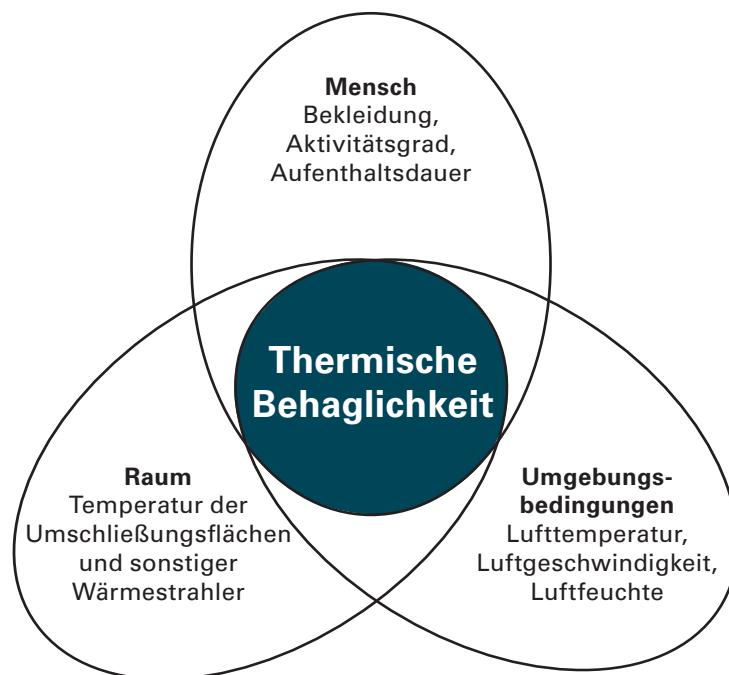 Mensch
Bekleidung,
Aktivitätsgrad,
Aufenthaltsdauer
Thermische
Behaglichkeit
Raum
Temperatur der
Umschließungsflächen
und sonstiger
Wärmestrahler
Umgebungs-
bedingungen
Lufttemperatur,
Luftgeschwindigkeit,
Luftfeuchte